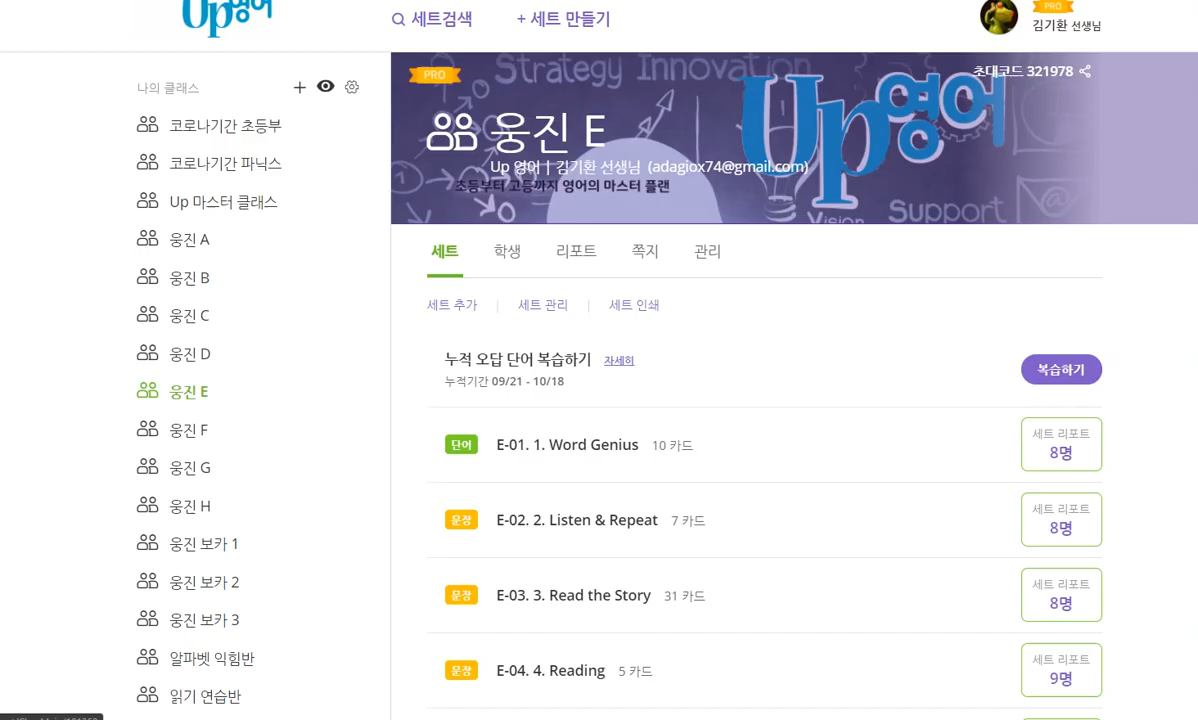 Up영어
세트검색
+ 세트 만들기
PRO
김기환 선생님
나의 클래스
코로나기간 초등부
코로나기간 파닉스
Up 마스터 클래스
웅진 A
웅진 B
웅진 C
웅진 D
웅진 E
웅진 F
웅진 G
웅진 H
웅진 보카 1
웅진 보카 2
웅진 보카 3
알파벳 익힘반
읽기 연습반
PRO
Strategy Innovation
초대코드 321978
웅진 E
Up영어
Up 영어 | 김기환 선생님 (adagiox74@gmail.com)
초등부터 고등까지 영어의 마스터 플랜
Vision
Support
세트 학생 리포트 쪽지 관리
세트 추가 | 세트 관리 | 세트 인쇄
누적 오답 단어 복습하기 자세히
누적기간 09/21 - 10/18
복습하기
단어 E-01. 1. Word Genius 10 카드
세트 리포트
8명
문장 E-02. 2. Listen & Repeat 7 카드
세트 리포트
8명
문장 E-03. 3. Read the Story 31 카드
세트 리포트
8명
문장 E-04. 4. Reading 5 카드
세트 리포트
9명